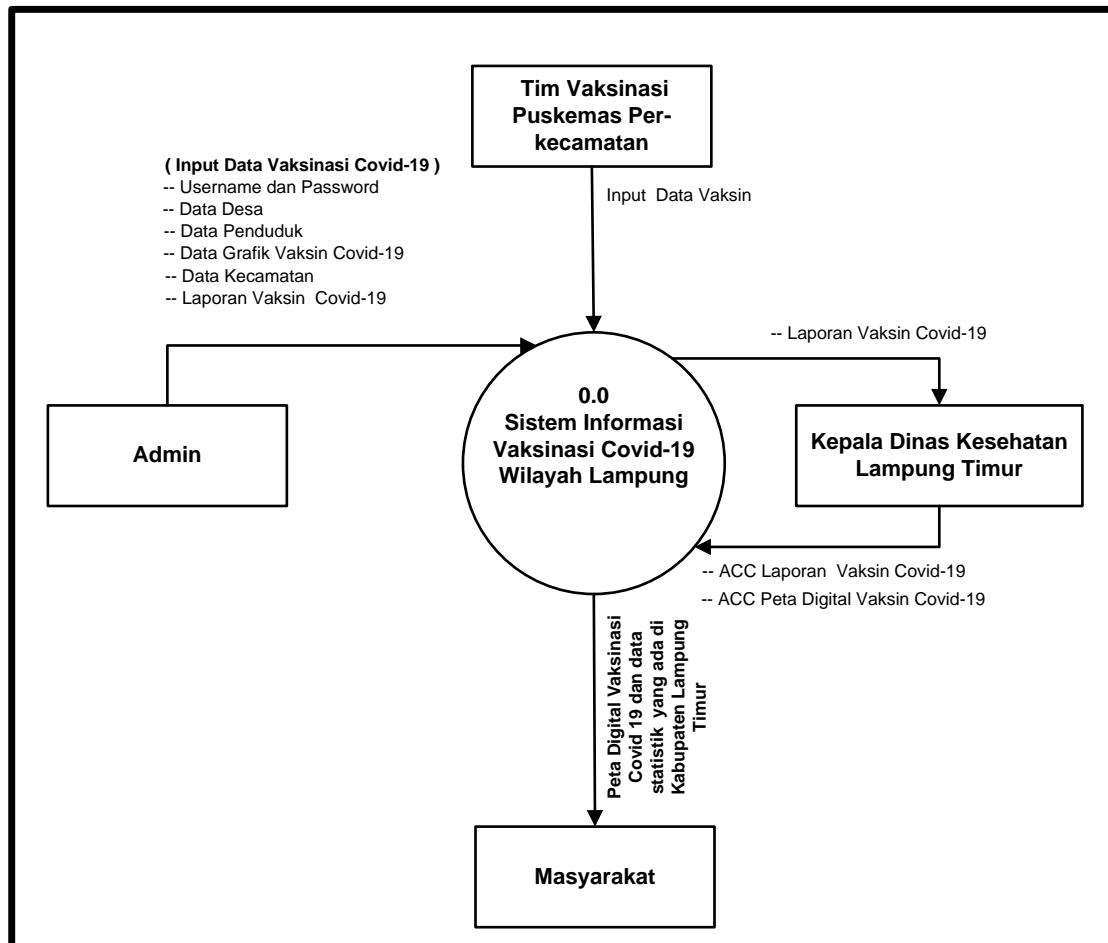 Tim Vaksinasi
Puskemas Per-
kecamatan
( Input Data Vaksinasi Covid-19 )
-- Username dan Password
-- Data Desa
-- Data Penduduk
-- Data Grafik Vaksin Covid-19
-- Data Kecamatan
-- Laporan Vaksin Covid-19
Input Data Vaksin
-- Laporan Vaksin Covid-19
Admin
0.0
Sistem Informasi
Vaksinasi Covid-19
Wilayah Lampung
Kepala Dinas Kesehatan
Lampung Timur
-- ACC Laporan Vaksin Covid-19
-- ACC Peta Digital Vaksin Covid-19
Peta Digital Vaksinasi
Covid 19 dan data
statistik yang ada di
Kabupaten Lampung
Timur
Masyarakat